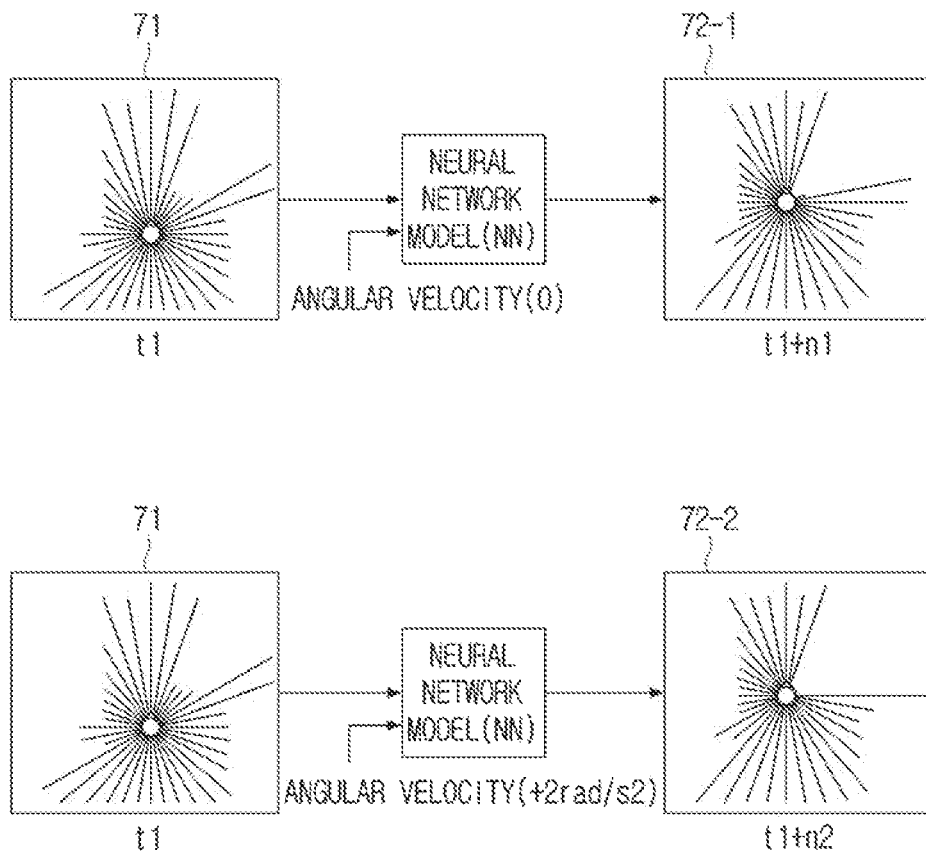 71
72-1
NEURAL
NETWORK
MODEL(NN)
ANGULAR VELOCITY(0)
t1
t1+n1
71
72-2
NEURAL
NETWORK
MODEL(NN)
ANGULAR VELOCITY(+2rad/s2)
t1
t1+n2